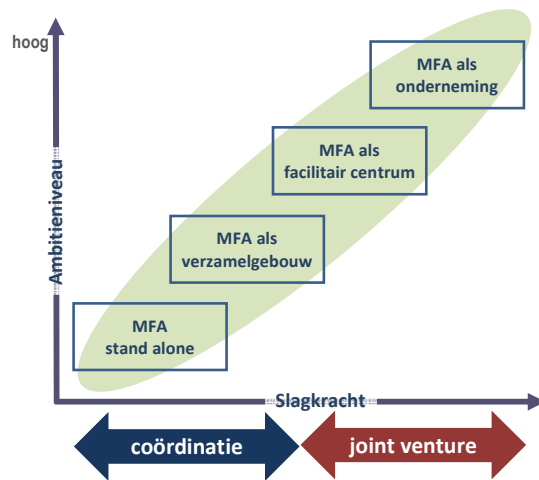 hoog
MFA als
onderneming
MFA als
facilitair centrum
Ambitieniveau
MFA als
verzamelgebouw
MFA
stand alone
Slagkracht
coördinatie
joint venture